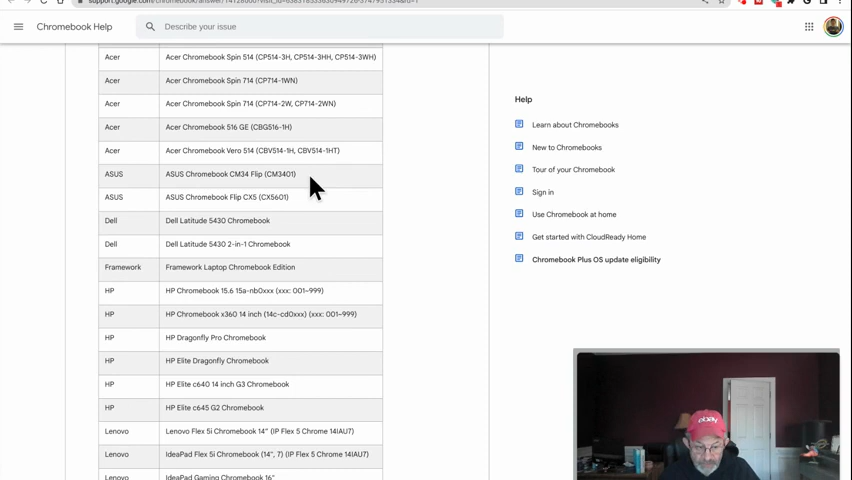 Chromebook Help
Describe your issue
Acer Acer Chromebook Spin 514 (CP514-3H, CP514-3HH, CP514-3WH)
Acer Acer Chromebook Spin 714 (CP714-1WN)
Acer Acer Chromebook Spin 714 (CP714-2W, CP714-2WN)
Acer Acer Chromebook 516 GE (CBG516-1H)
Acer Acer Chromebook Vero 514 (CBV514-1H, CBV514-1HT)
ASUS ASUS Chromebook CM34 Flip (CM3401)
ASUS ASUS Chromebook Flip CX5 (CX5601)
Dell Dell Latitude 5430 Chromebook
Dell Dell Latitude 5430 2-in-1 Chromebook
Framework Framework Laptop Chromebook Edition
HP HP Chromebook 15.6 15a-nb0xxx (xxx: 001–999)
HP HP Chromebook x360 14 inch (14c-cd0xxx) (xxx: 001–999)
HP HP Dragonfly Pro Chromebook
HP HP Elite Dragonfly Chromebook
HP HP Elite c640 14 inch G3 Chromebook
HP HP Elite c645 G2 Chromebook
Lenovo Lenovo Flex 5i Chromebook 14" (IP Flex 5 Chrome 14IAU7)
Lenovo IdeaPad Flex 5i Chromebook (14", 7) (IP Flex 5 Chrome 14IAU7)
Lenovo IdeaPad Gaming Chromebook 16"
Help
Learn about Chromebooks
New to Chromebooks
Tour of your Chromebook
Sign in
Use Chromebook at home
Get started with CloudReady Home
Chromebook Plus OS update eligibility
ebay